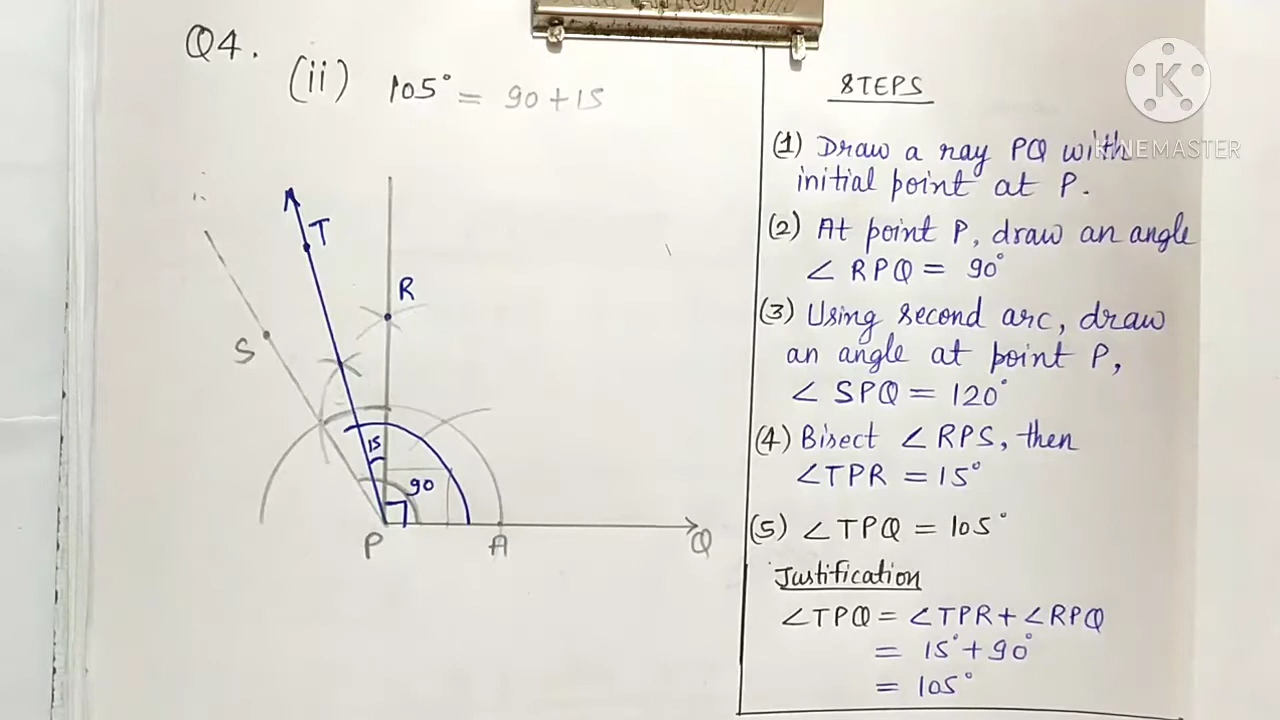 Q4.
(ii) 105° = 90 + 15
T
R
S
15
90
P
A
Q
STEPS
(1) Draw a ray PQ with
initial point at P.
(2) At point P, draw an angle
∠ RPQ = 90°
(3) Using second arc, draw
an angle at point P,
∠ SPQ = 120°
(4) Bisect ∠RPS, then
∠TPR = 15°
(5) ∠TPQ = 105°
Justification
∠TPQ = ∠TPR + ∠RPQ
= 15° + 90°
= 105°
K
KINEMASTER